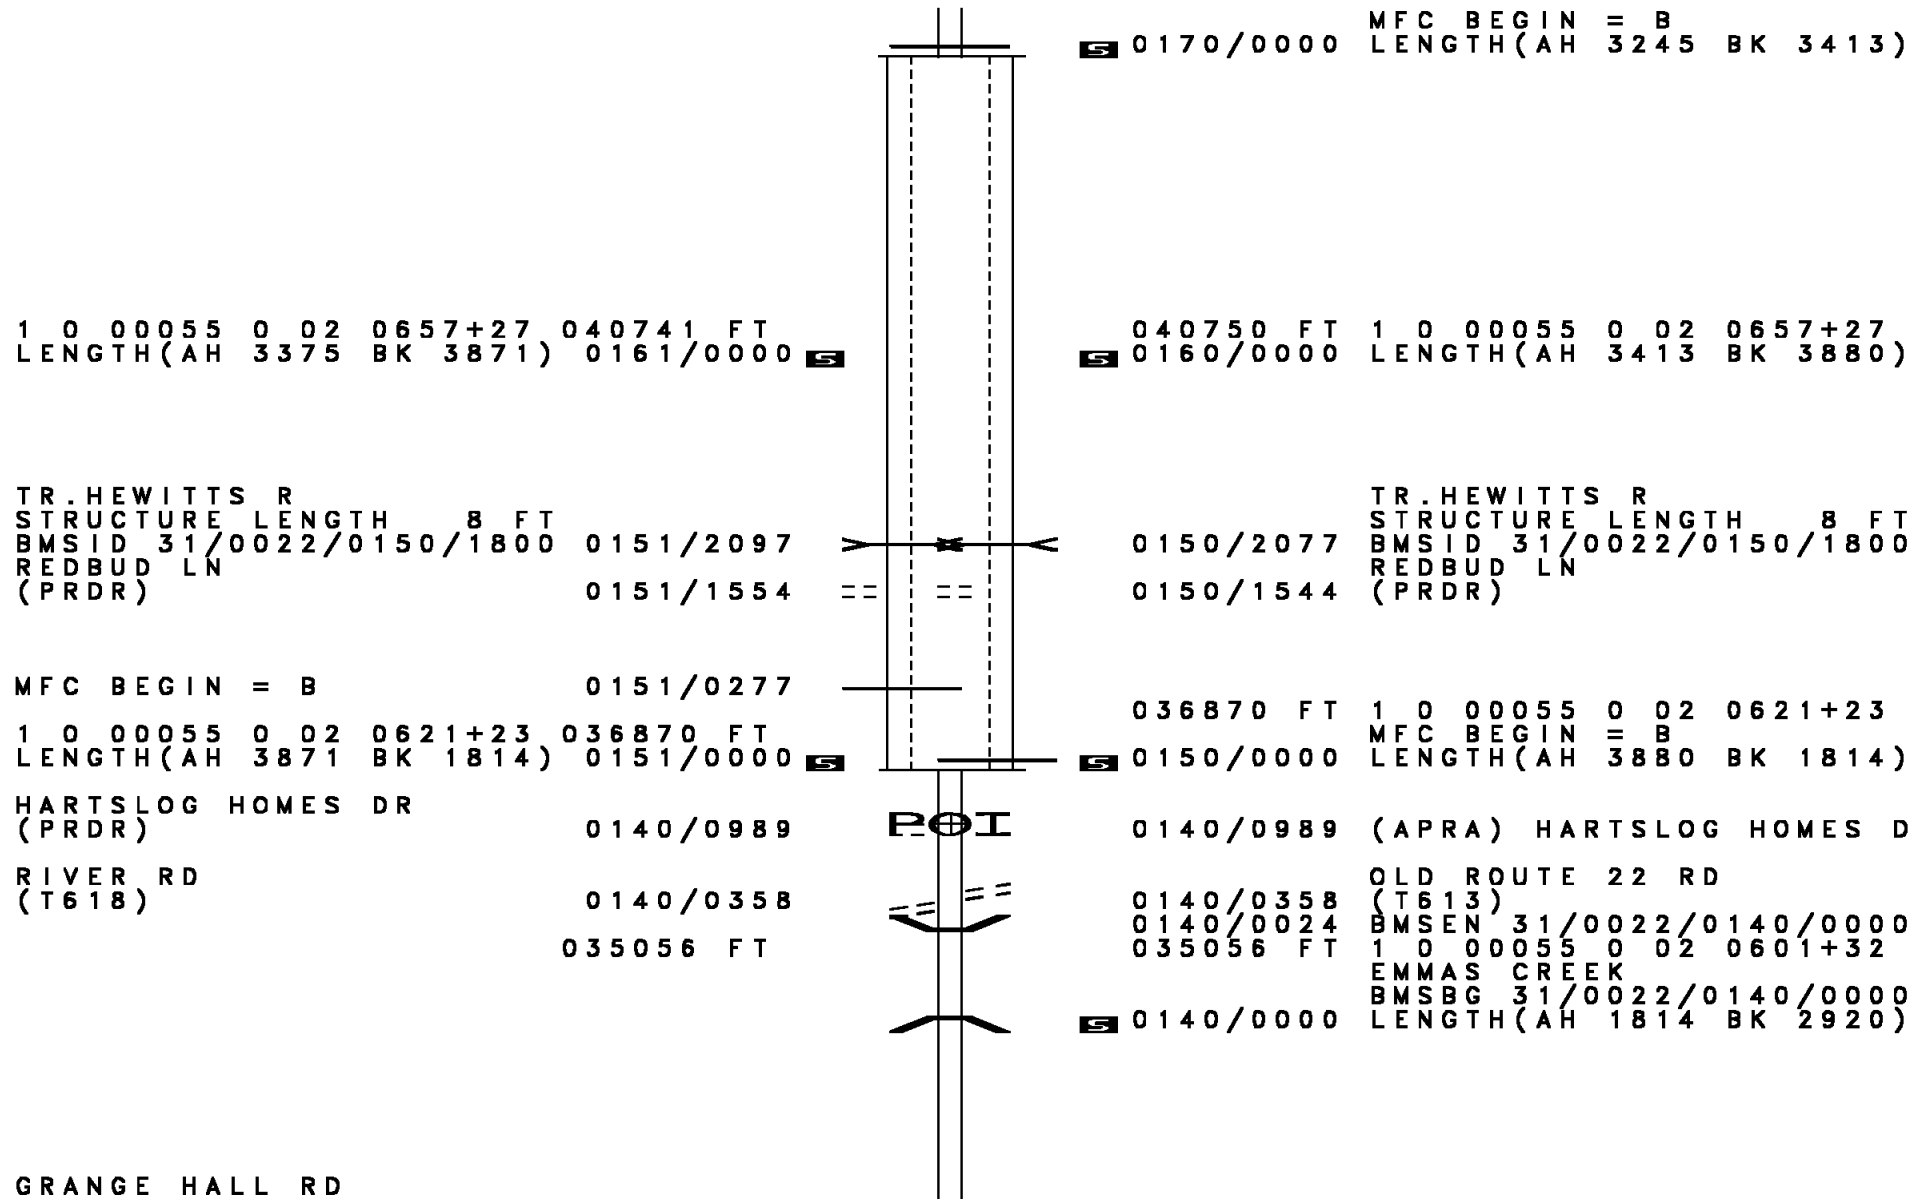 MFC BEGIN = B
S 0170/0000 LENGTH(AH 3245 BK 3413)
1 0 00055 0 02 0657+27 040741 FT
040750 FT 1 0 00055 0 02 0657+27
LENGTH(AH 3375 BK 3871) 0161/0000 S
S 0160/0000 LENGTH(AH 3413 BK 3880)
TR.HEWITTS R
TR.HEWITTS R
STRUCTURE LENGTH 8 FT
STRUCTURE LENGTH 8 FT
BMSID 31/0022/0150/1800 0151/2097
0150/2077 BMSID 31/0022/0150/1800
REDBUD LN
REDBUD LN
(PRDR) 0151/1554
0150/1544 (PRDR)
MFC BEGIN = B 0151/0277
036870 FT 1 0 00055 0 02 0621+23
1 0 00055 0 02 0621+23 036870 FT
MFC BEGIN = B
LENGTH(AH 3871 BK 1814) 0151/0000 S
S 0150/0000 LENGTH(AH 3880 BK 1814)
HARTSLOG HOMES DR
(PRDR) 0140/0989
POI
0140/0989 (APRA) HARTSLOG HOMES D
RIVER RD
OLD ROUTE 22 RD
(T618) 0140/0358
0140/0358 (T613)
0140/0024 BMSEN 31/0022/0140/0000
035056 FT
035056 FT 1 0 00055 0 02 0601+32
EMMAS CREEK
BMSBG 31/0022/0140/0000
S 0140/0000 LENGTH(AH 1814 BK 2920)
GRANGE HALL RD